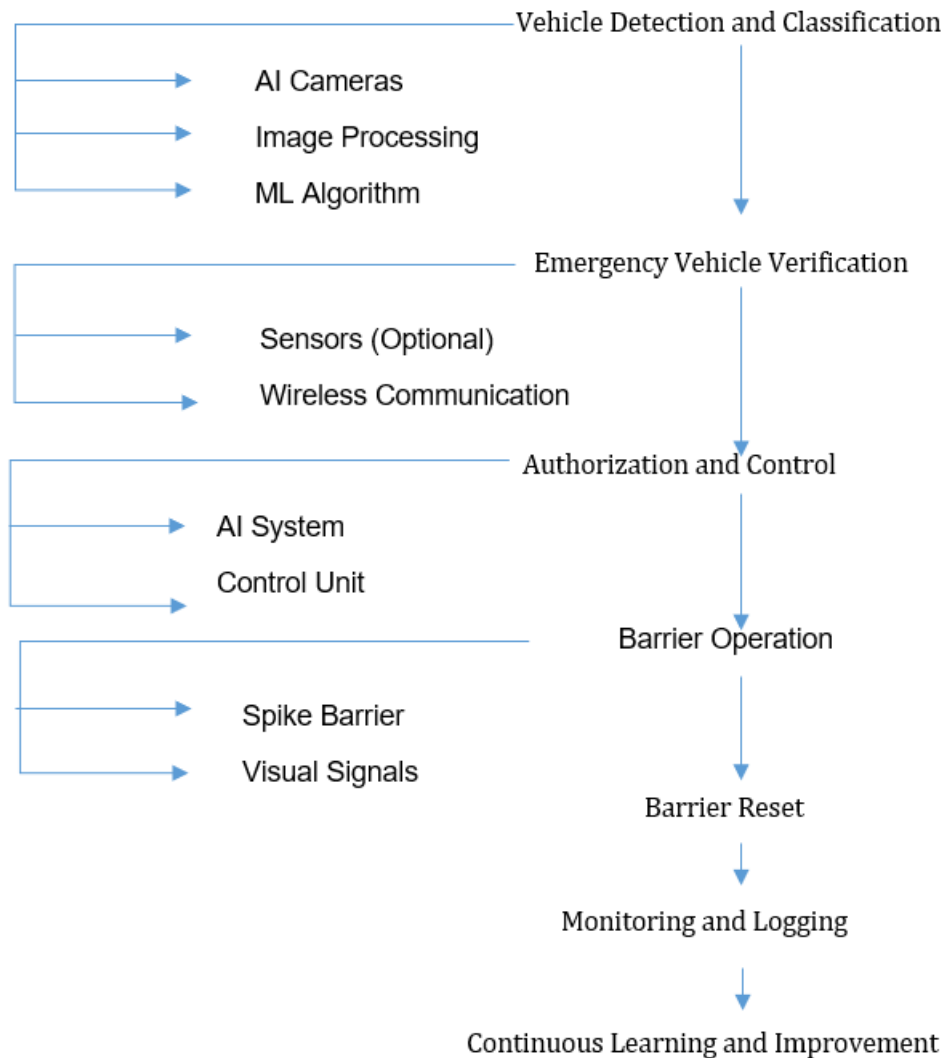 Vehicle Detection and Classification
AI Cameras
Image Processing
ML Algorithm
Emergency Vehicle Verification
Sensors (Optional)
Wireless Communication
Authorization and Control
AI System
Control Unit
Barrier Operation
Spike Barrier
Visual Signals
Barrier Reset
Monitoring and Logging
Continuous Learning and Improvement